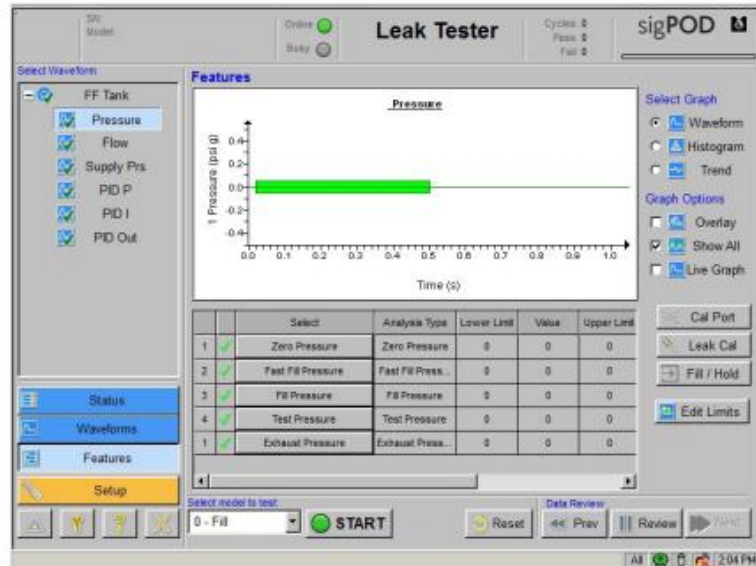 SN:
Model:
Online
Busy
Leak Tester
Cycles: 0
Pass: 0
Fail: 0
sigPOD
Select Waveform
FF Tank
Pressure
Flow
Supply Prs
PID P
PID I
PID Out
Features
Pressure
1 Pressure (psi g)
0.4
0.2
0.0
-0.2
-0.4
0.0 0.1 0.2 0.3 0.4 0.5 0.6 0.7 0.8 0.9 1.0
Time (s)
Select Graph
Waveform
Histogram
Trend
Graph Options
Overlay
Show All
Live Graph
Select Analysis Type Lower Limit Value Upper Limit
1 Zero Pressure Zero Pressure 0 0 0
2 Fast Fill Pressure Fast Fill Press... 0 0 0
3 Fill Pressure Fill Pressure 0 0 0
4 Test Pressure Test Pressure 0 0 0
1 Exhaust Pressure Exhaust Press... 0 0 0
Cal Port
Leak Cal
Fill / Hold
Edit Limits
Status
Waveforms
Features
Setup
Select model to test:
0 - Fill
START
Reset
Data Review
Prev
Review
Next
All 2:04 PM